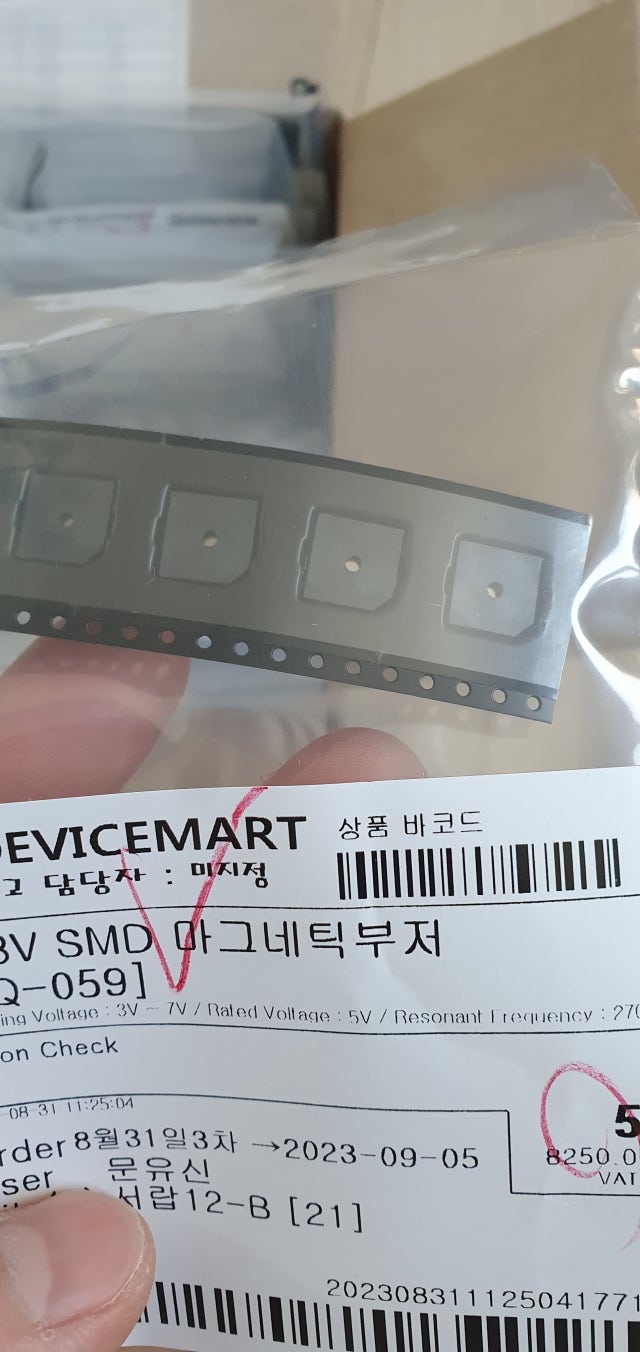 EVICEMART 상품 바코드
고 담당자 : 미지정
3V SMD 마그네틱부저
Q-059]
ing Voltage : 3V ~ 7V / Rated Voltage : 5V / Resonant Frequency : 270
on Check
-08-31 11:25:04
rder 8월31일3차 →2023-09-05
ser 문유신
서랍12-B [21]
5
8250.0
VAT
202308311125041771